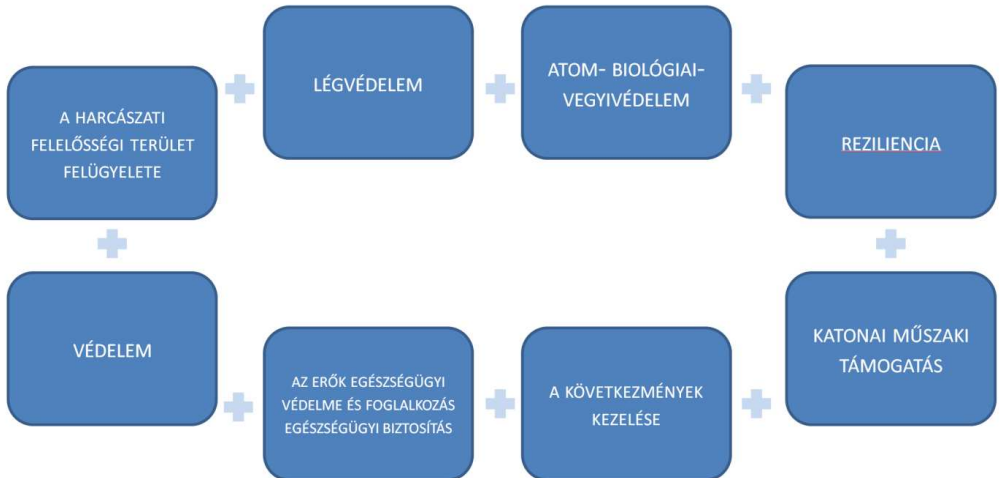 A HARCÁSZATI
FELELŐSSÉGI TERÜLET
FELÜGYELETE
LÉGVÉDELEM
ATOM- BIOLÓGIAI-
VEGYIVÉDELEM
REZILIENCIA
VÉDELEM
AZ ERŐK EGÉSZSÉGÜGYI
VÉDELME ÉS FOGLALKOZÁS
EGÉSZSÉGÜGYI BIZTOSÍTÁS
A KÖVETKEZMÉNYEK
KEZELÉSE
KATONAI MŰSZAKI
TÁMOGATÁS